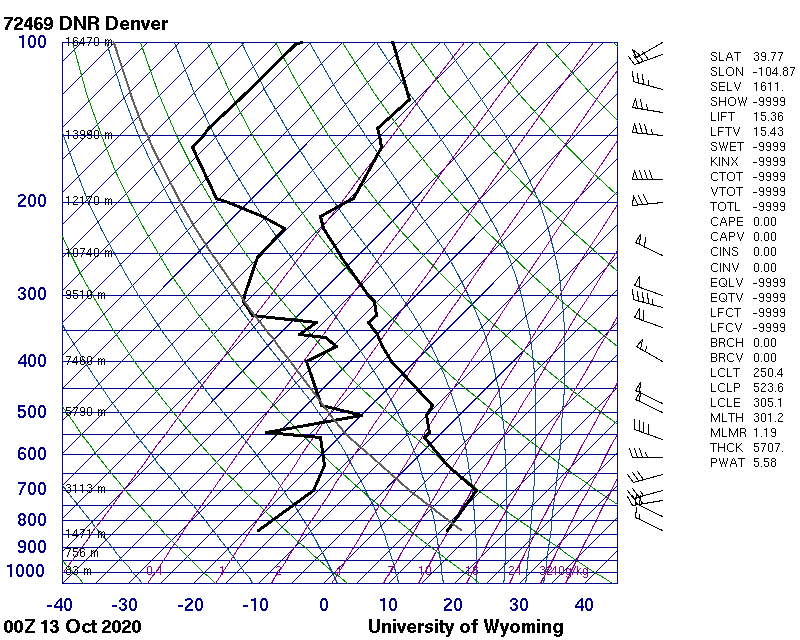 72469 DNR Denver
100
16470 m
13980 m
200
12170 m
10740 m
300
9510 m
400
7460 m
500
5790 m
600
700
3113 m
800
1471 m
900
756 m
1000
83 m
0.4
1
2
4
7
10
16
24
32
40g/kg
-40 -30 -20 -10 0 10 20 30 40
00Z 13 Oct 2020
University of Wyoming
SLAT 39.77
SLON -104.87
SELV 1611.
SHOW -9999
LIFT 15.36
LFTV 15.43
SWET -9999
KINX -9999
CTOT -9999
VTOT -9999
TOTL -9999
CAPE 0.00
CAPV 0.00
CINS 0.00
CINV 0.00
EQLV -9999
EQTV -9999
LFCT -9999
LFCV -9999
BRCH 0.00
BRCV 0.00
LCLT 250.4
LCLP 523.6
LCLE 305.1
MLTH 301.2
MLMR 1.19
THCK 5707.
PWAT 5.58